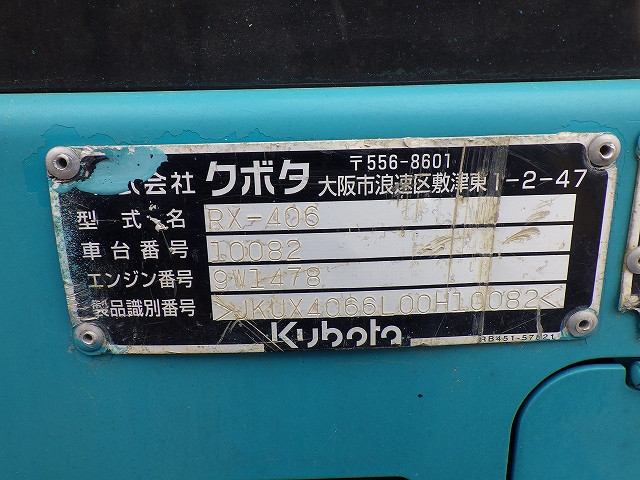 式会社 クボタ 〒556-8601
大阪市浪速区敷津東1-2-47
型式名 RX-406
車台番号 10082
エンジン番号 9W1478
製品識別番号 >JKUX4066L00H10082<
Kubota